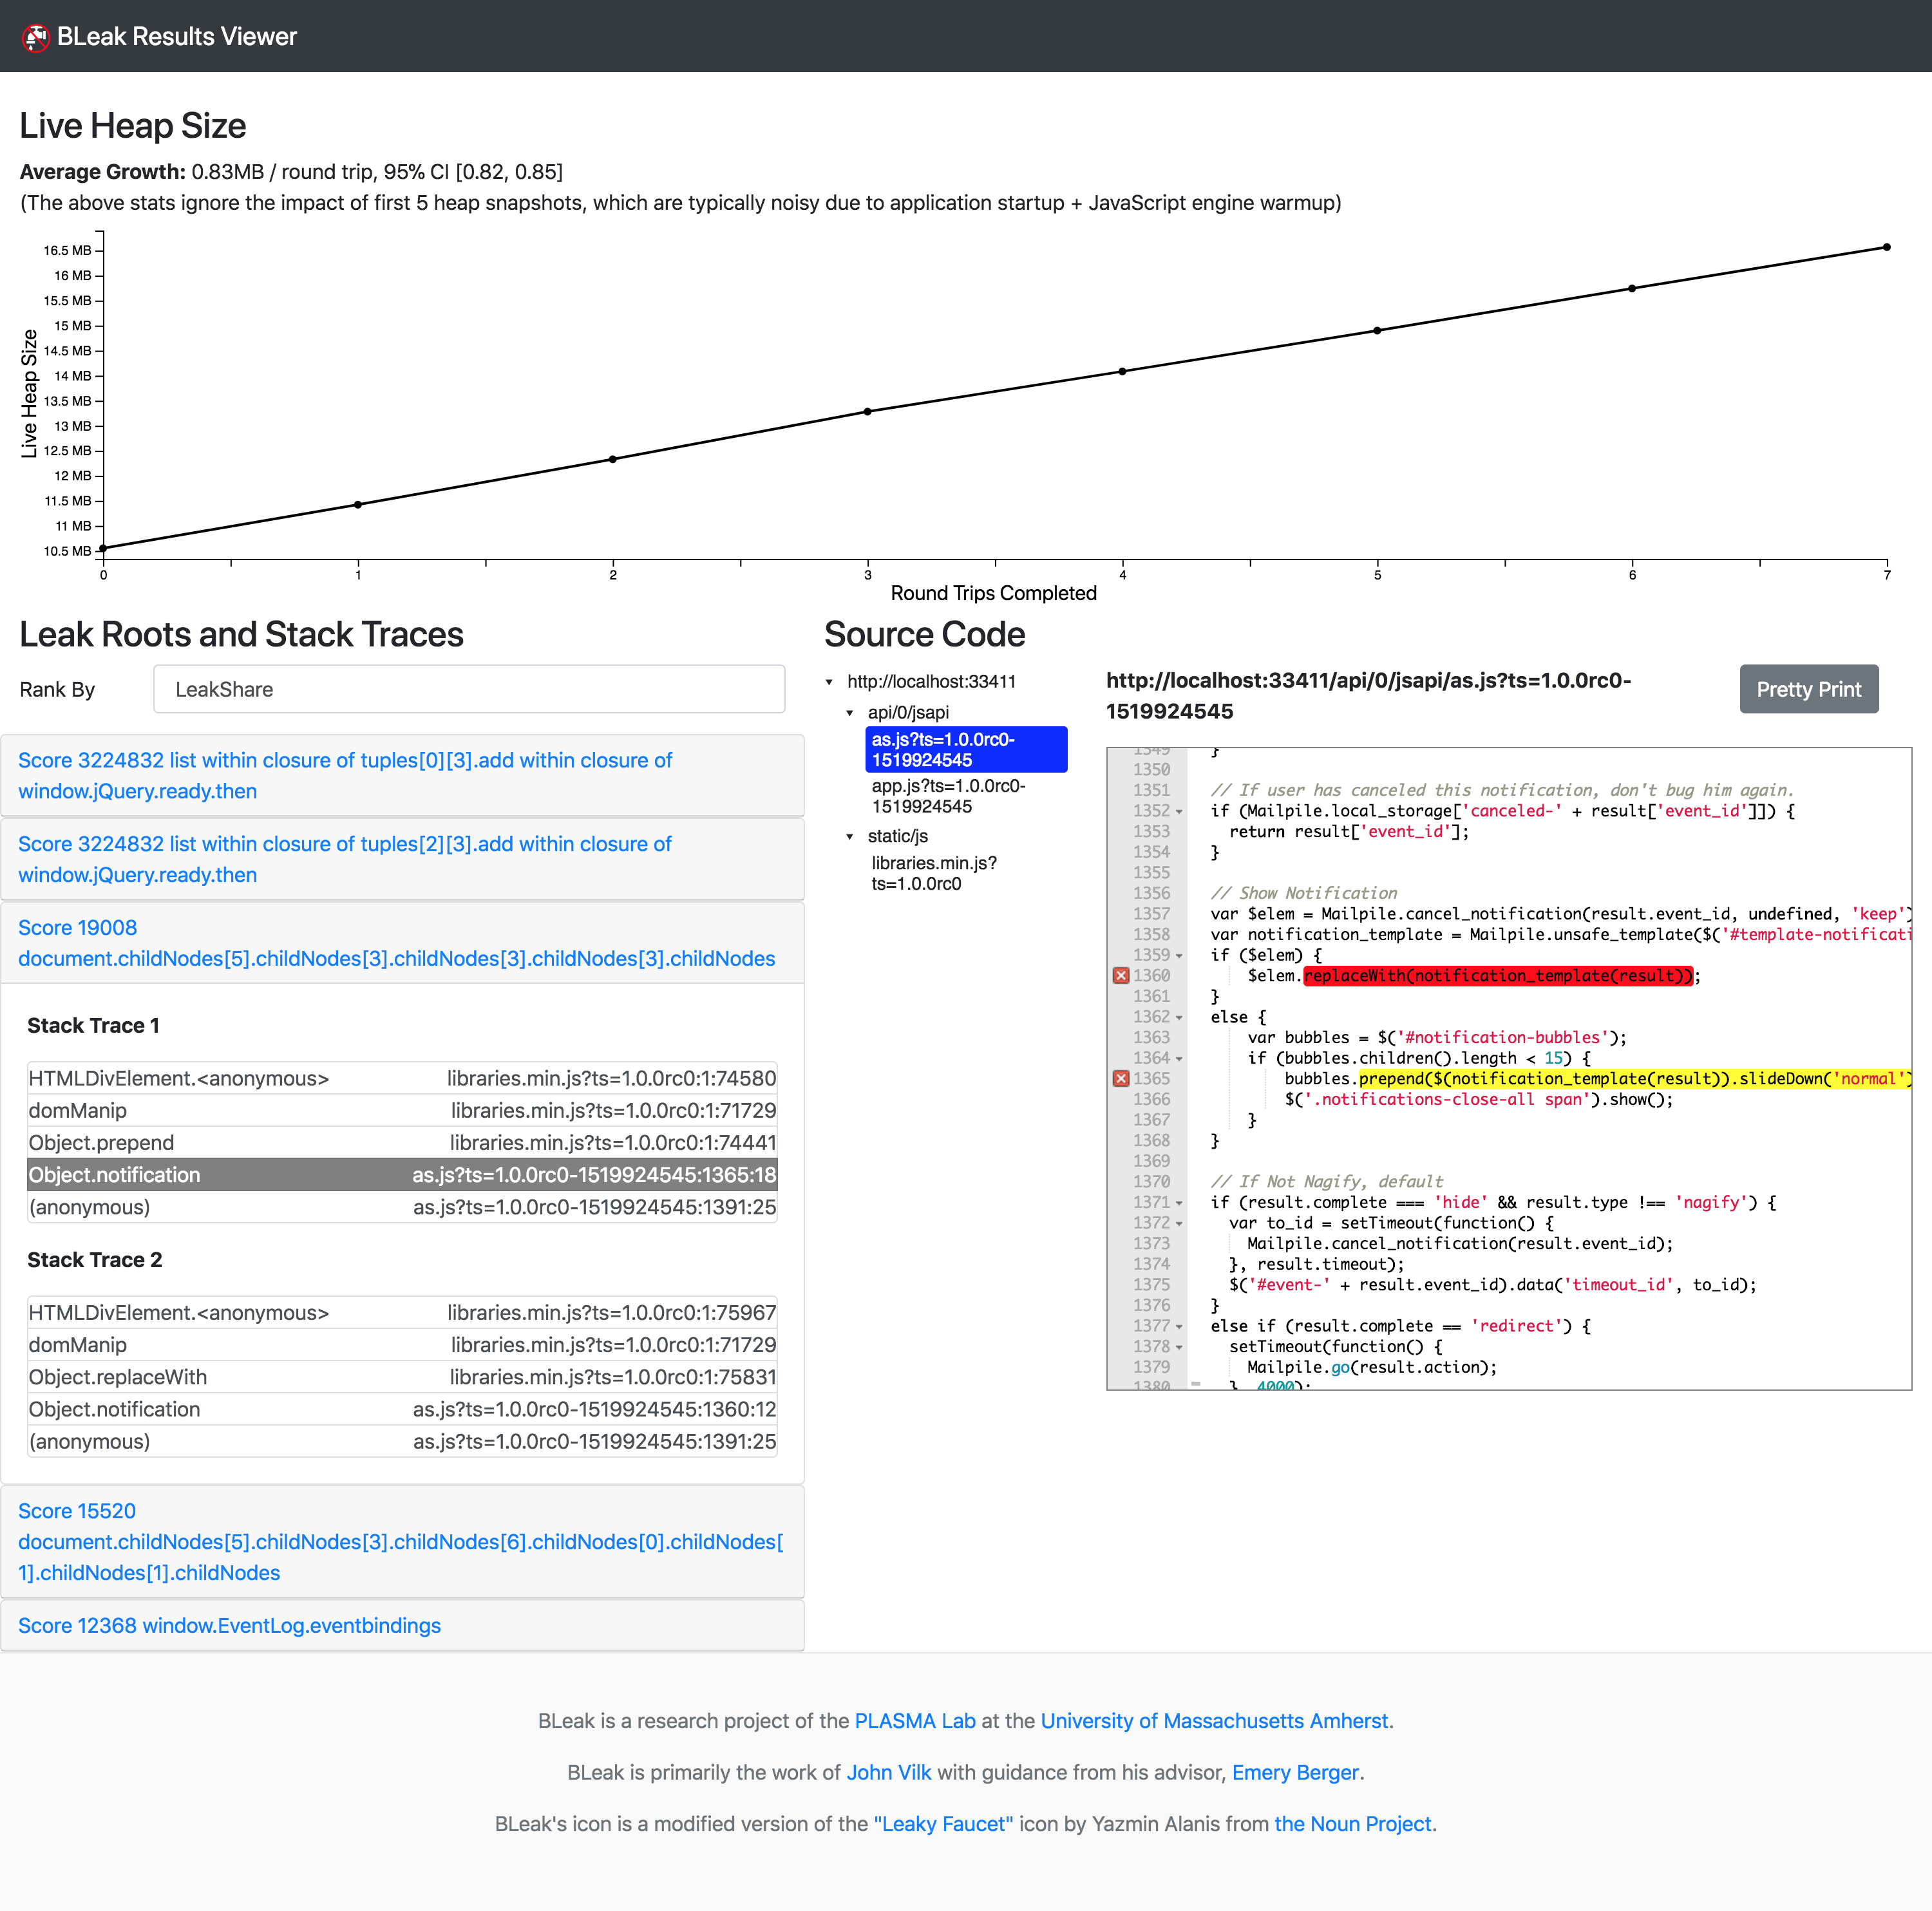 BLeak Results Viewer
Live Heap Size
Average Growth: 0.83MB / round trip, 95% CI [0.82, 0.85]
(The above stats ignore the impact of first 5 heap snapshots, which are typically noisy due to application startup + JavaScript engine warmup)
16.5 MB
16 MB
15.5 MB
15 MB
14.5 MB
14 MB
13.5 MB
13 MB
12.5 MB
12 MB
11.5 MB
11 MB
10.5 MB
Live Heap Size
0 1 2 3 4 5 6 7
Round Trips Completed
Leak Roots and Stack Traces
Rank By
LeakShare
Score 3224832 list within closure of tuples[0][3].add within closure of
window.jQuery.ready.then
Score 3224832 list within closure of tuples[2][3].add within closure of
window.jQuery.ready.then
Score 19008
document.childNodes[5].childNodes[3].childNodes[3].childNodes[3].childNodes
Stack Trace 1
HTMLDivElement.<anonymous> libraries.min.js?ts=1.0.0rc0:1:74580
domManip libraries.min.js?ts=1.0.0rc0:1:71729
Object.prepend libraries.min.js?ts=1.0.0rc0:1:74441
Object.notification as.js?ts=1.0.0rc0-1519924545:1365:18
(anonymous) as.js?ts=1.0.0rc0-1519924545:1391:25
Stack Trace 2
HTMLDivElement.<anonymous> libraries.min.js?ts=1.0.0rc0:1:75967
domManip libraries.min.js?ts=1.0.0rc0:1:71729
Object.replaceWith libraries.min.js?ts=1.0.0rc0:1:75831
Object.notification as.js?ts=1.0.0rc0-1519924545:1360:12
(anonymous) as.js?ts=1.0.0rc0-1519924545:1391:25
Score 15520
document.childNodes[5].childNodes[3].childNodes[6].childNodes[0].childNodes[
1].childNodes[1].childNodes
Score 12368 window.EventLog.eventbindings
Source Code
http://localhost:33411
api/0/jsapi
as.js?ts=1.0.0rc0-
1519924545
app.js?ts=1.0.0rc0-
1519924545
static/js
libraries.min.js?
ts=1.0.0rc0
http://localhost:33411/api/0/jsapi/as.js?ts=1.0.0rc0-
1519924545
Pretty Print
1349 }
1350
1351 // If user has canceled this notification, don't bug him again.
1352 if (Mailpile.local_storage['canceled-' + result['event_id']]) {
1353 return result['event_id'];
1354 }
1355
1356 // Show Notification
1357 var $elem = Mailpile.cancel_notification(result.event_id, undefined, 'keep')
1358 var notification_template = Mailpile.unsafe_template($('#template-notificati
1359 if ($elem) {
1360 $elem.replaceWith(notification_template(result));
1361 }
1362 else {
1363 var bubbles = $('#notification-bubbles');
1364 if (bubbles.children().length < 15) {
1365 bubbles.prepend($(notification_template(result)).slideDown('normal')
1366 $('.notifications-close-all span').show();
1367 }
1368 }
1369
1370 // If Not Nagify, default
1371 if (result.complete === 'hide' && result.type !== 'nagify') {
1372 var to_id = setTimeout(function() {
1373 Mailpile.cancel_notification(result.event_id);
1374 }, result.timeout);
1375 $('#event-' + result.event_id).data('timeout_id', to_id);
1376 }
1377 else if (result.complete == 'redirect') {
1378 setTimeout(function() {
1379 Mailpile.go(result.action);
1380 }, 4000);
BLeak is a research project of the PLASMA Lab at the University of Massachusetts Amherst.
BLeak is primarily the work of John Vilk with guidance from his advisor, Emery Berger.
BLeak's icon is a modified version of the "Leaky Faucet" icon by Yazmin Alanis from the Noun Project.